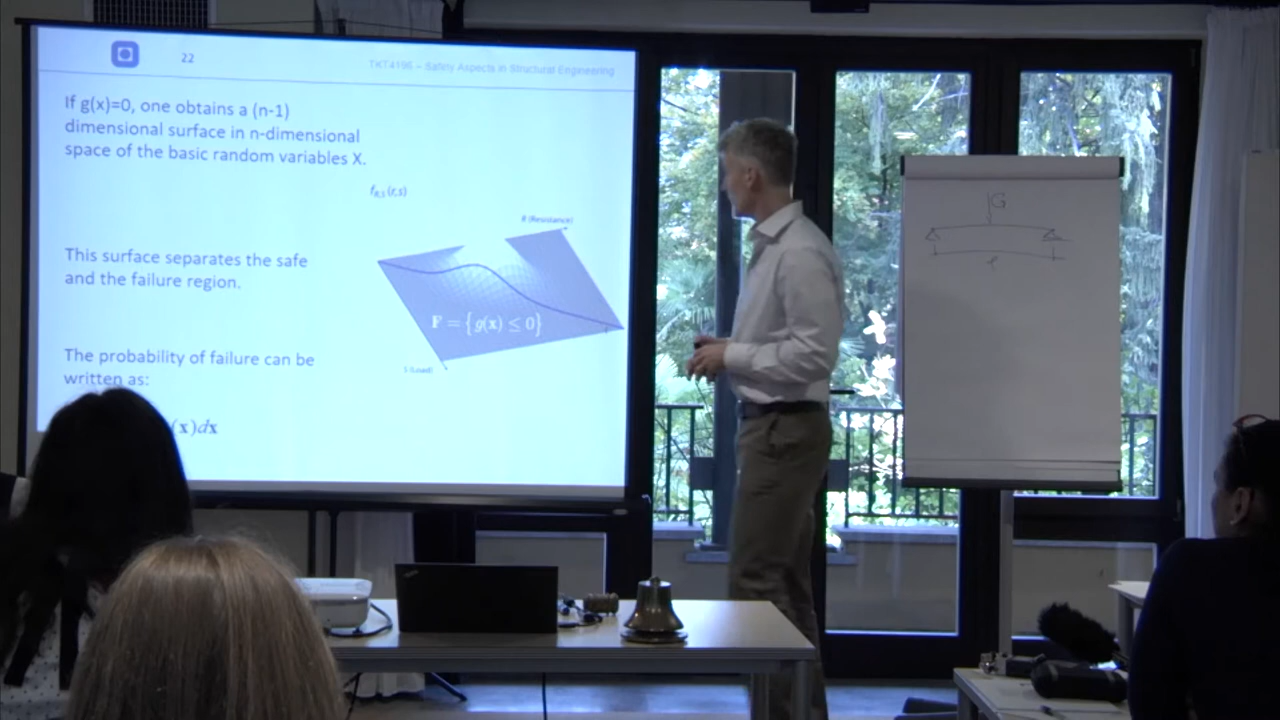 22
TKT4196 – Safety Aspects in Structural Engineering
If g(x)=0, one obtains a (n-1)
dimensional surface in n-dimensional
space of the basic random variables X.
f_{R,S}(r,s)
R (Resistance)
This surface separates the safe
and the failure region.
F = {g(x) ≤ 0}
S (Load)
The probability of failure can be
written as:
(x)dx
G